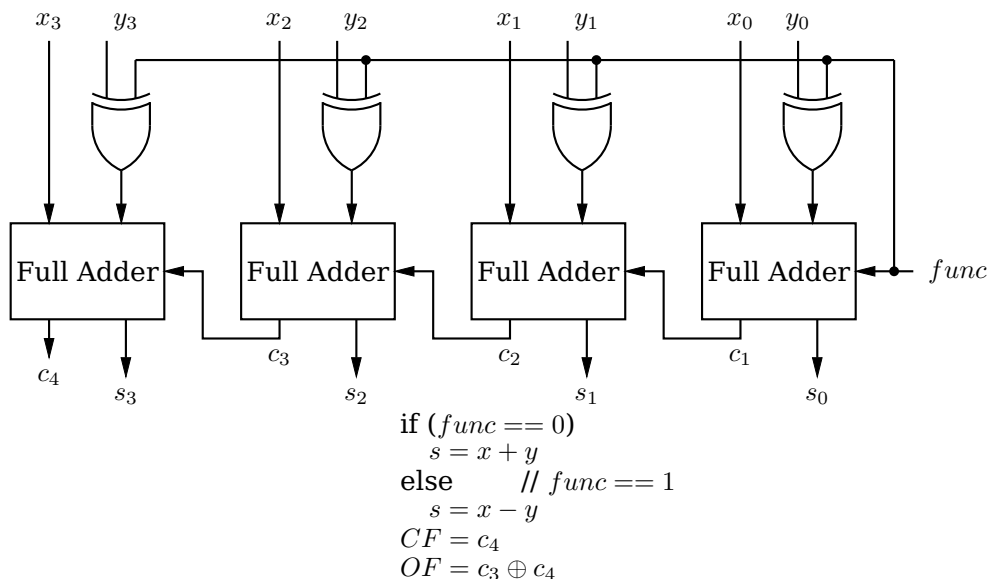 x₃ y₃ x₂ y₂ x₁ y₁ x₀ y₀
Full Adder Full Adder Full Adder Full Adder func
c₃ c₂ c₁
c₄ s₃ s₂ s₁ s₀
if (func == 0)
s = x + y
else // func == 1
s = x − y
CF = c₄
OF = c₃ ⊕ c₄